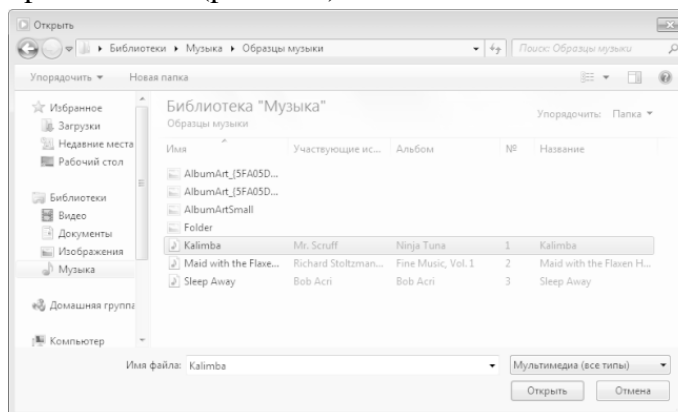 Открыть
Библиотеки ▸ Музыка ▸ Образцы музыки
Поиск: Образцы музыки
Упорядочить ▾ Новая папка
Избранное
Загрузки
Недавние места
Рабочий стол
Библиотеки
Видео
Документы
Изображения
Музыка
Домашняя группа
Компьютер
Библиотека "Музыка"
Образцы музыки
Упорядочить: Папка ▾
Имя Участвующие ис... Альбом № Название
AlbumArt_{5FA05D...
AlbumArt_{5FA05D...
AlbumArtSmall
Folder
Kalimba Mr. Scruff Ninja Tuna 1 Kalimba
Maid with the Flaxe... Richard Stoltzman... Fine Music, Vol. 1 2 Maid with the Flaxen H...
Sleep Away Bob Acri Bob Acri 3 Sleep Away
Имя файла: Kalimba
Мультимедиа (все типы)
Открыть Отмена